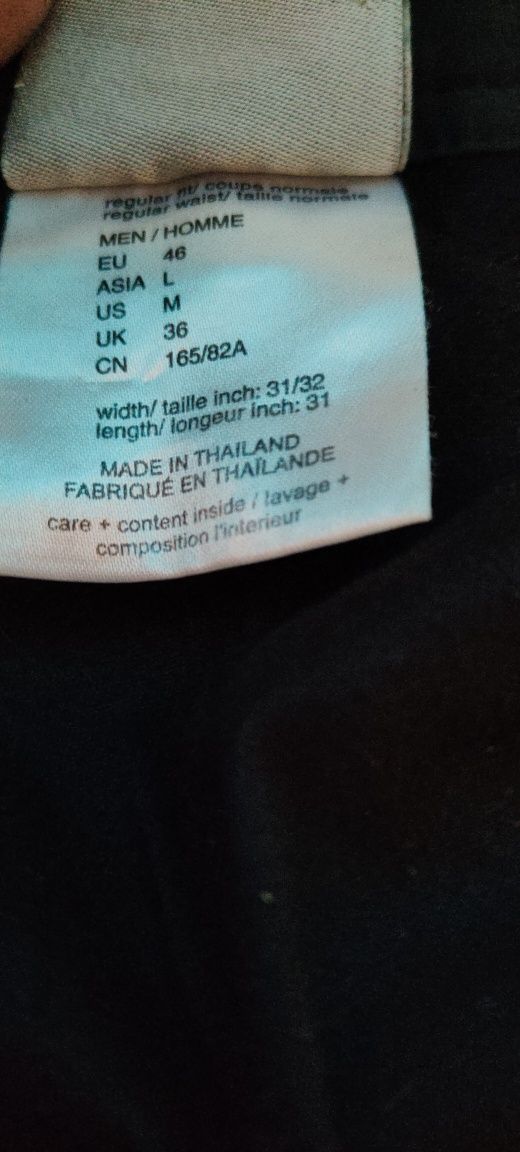 regular fit/ coupe normale
regular waist/ taille normale
MEN / HOMME
EU 46
ASIA L
US M
UK 36
CN 165/82A
width/ taille inch: 31/32
length/ longeur inch: 31
MADE IN THAILAND
FABRIQUÉ EN THAÏLANDE
care + content inside / lavage +
composition l'interieur